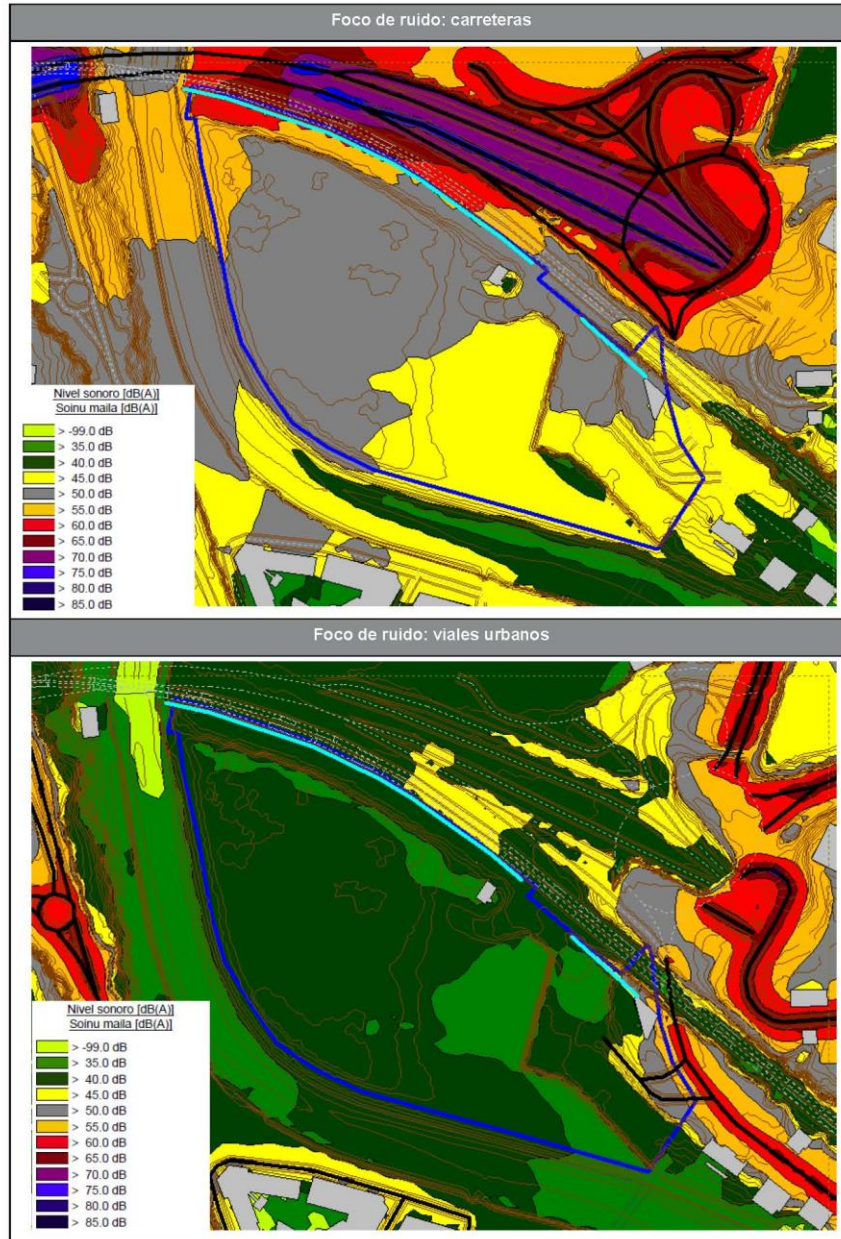 Foco de ruido: carreteras
Nivel sonoro [dB(A)]
Soinu maila [dB(A)]
> -99.0 dB
> 35.0 dB
> 40.0 dB
> 45.0 dB
> 50.0 dB
> 55.0 dB
> 60.0 dB
> 65.0 dB
> 70.0 dB
> 75.0 dB
> 80.0 dB
> 85.0 dB
Foco de ruido: viales urbanos
Nivel sonoro [dB(A)]
Soinu maila [dB(A)]
> -99.0 dB
> 35.0 dB
> 40.0 dB
> 45.0 dB
> 50.0 dB
> 55.0 dB
> 60.0 dB
> 65.0 dB
> 70.0 dB
> 75.0 dB
> 80.0 dB
> 85.0 dB